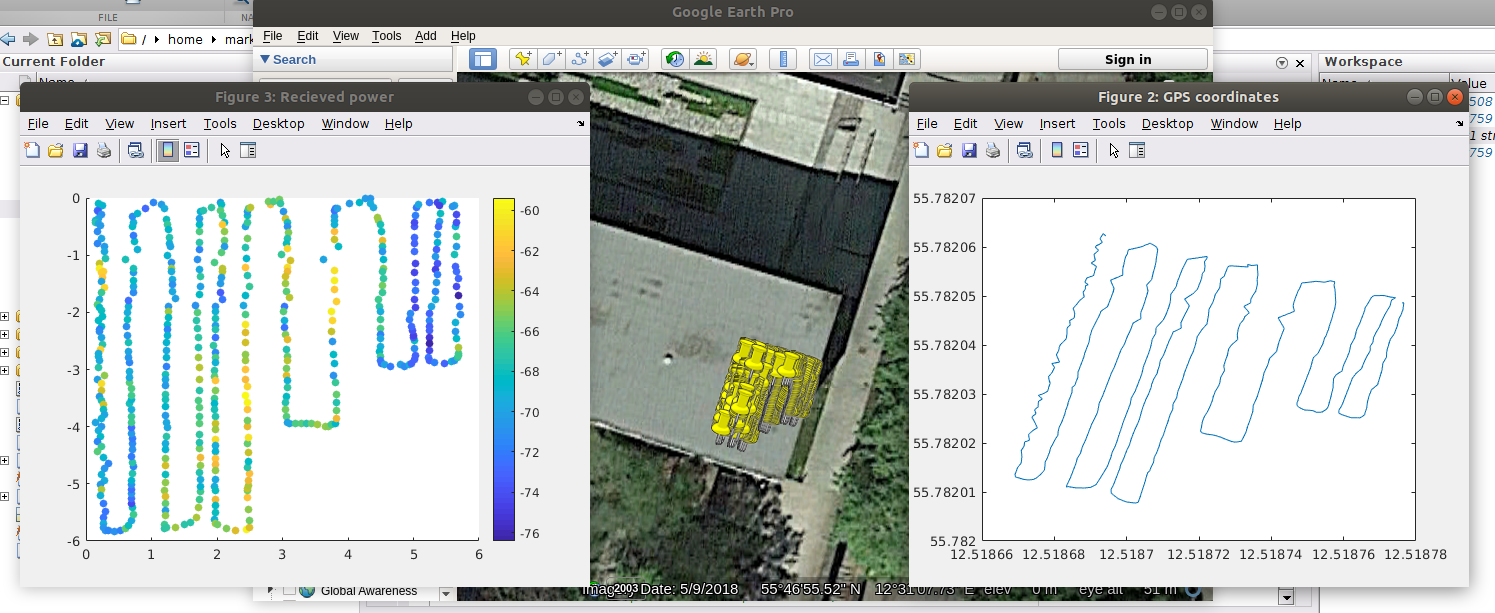 FILE
NA
Google Earth Pro
File Edit View Tools Add Help
/ home mark
Search
Sign in
Current Folder
Name
Workspace
Value
508
759
1 str
759
Figure 3: Recieved power
File Edit View Insert Tools Desktop Window Help
0
-1
-2
-3
-4
-5
-6
0 1 2 3 4 5 6
-60
-62
-64
-66
-68
-70
-72
-74
-76
Figure 2: GPS coordinates
File Edit View Insert Tools Desktop Window Help
55.78207
55.78206
55.78205
55.78204
55.78203
55.78202
55.78201
55.782
12.51866 12.51868 12.5187 12.51872 12.51874 12.51876 12.51878
Global Awareness
2003
Imagery Date: 5/9/2018 55°46'55.52" N 12°31'07.73" E elev 0 m eye alt 51 m